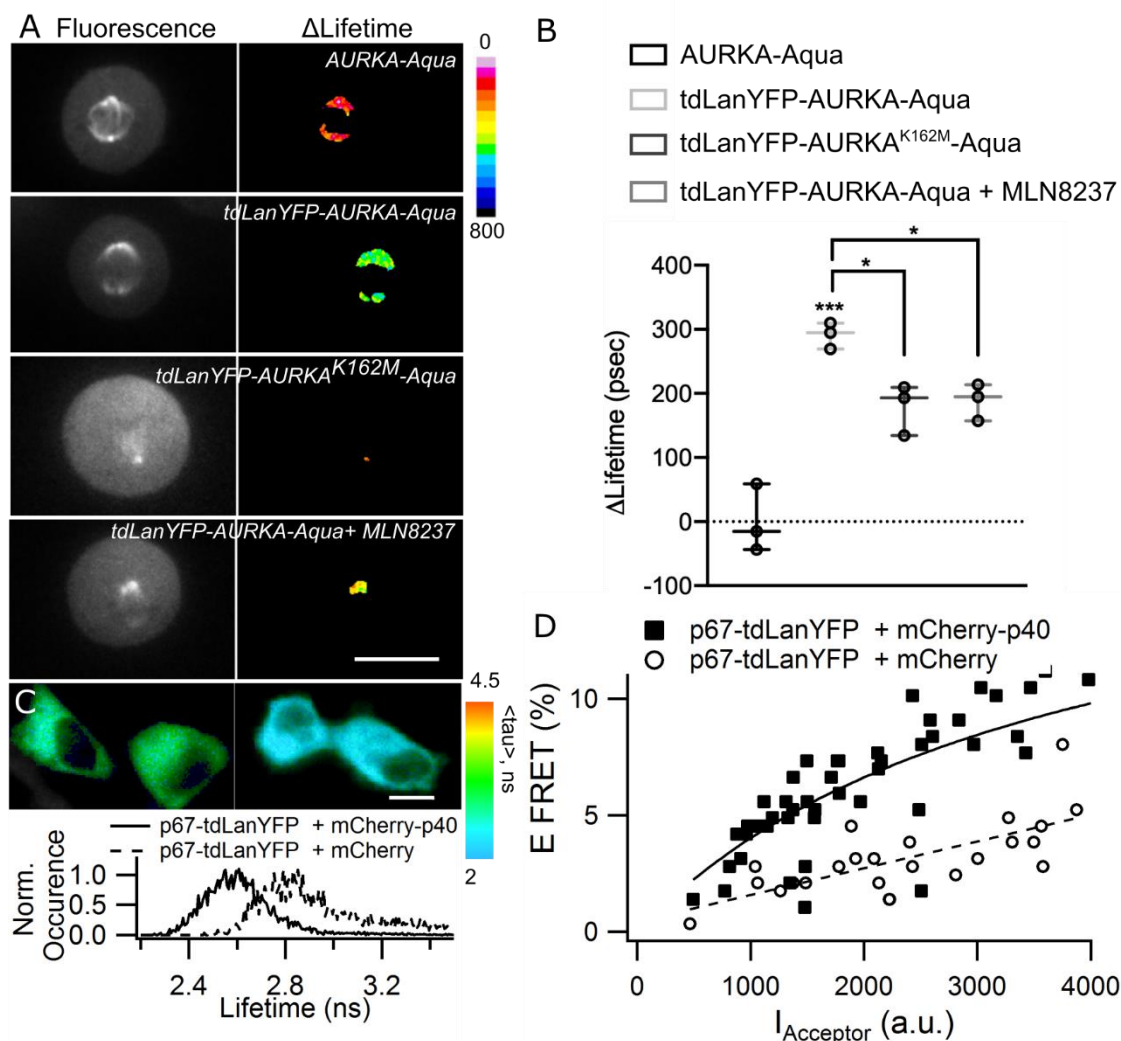 A Fluorescence ΔLifetime
0
AURKA-Aqua
tdLanYFP-AURKA-Aqua
800
tdLanYFP-AURKA^K162M-Aqua
tdLanYFP-AURKA-Aqua+ MLN8237
B
AURKA-Aqua
tdLanYFP-AURKA-Aqua
tdLanYFP-AURKA^K162M-Aqua
tdLanYFP-AURKA-Aqua + MLN8237
*
*
***
400
300
200
100
0
-100
ΔLifetime (psec)
C
4.5
<tau>, ns
2
p67-tdLanYFP + mCherry-p40
p67-tdLanYFP + mCherry
Norm.
Occurence
1.0
0.5
0.0
2.4 2.8 3.2
Lifetime (ns)
D
p67-tdLanYFP + mCherry-p40
p67-tdLanYFP + mCherry
E FRET (%)
10
5
0
0 1000 2000 3000 4000
I_Acceptor (a.u.)